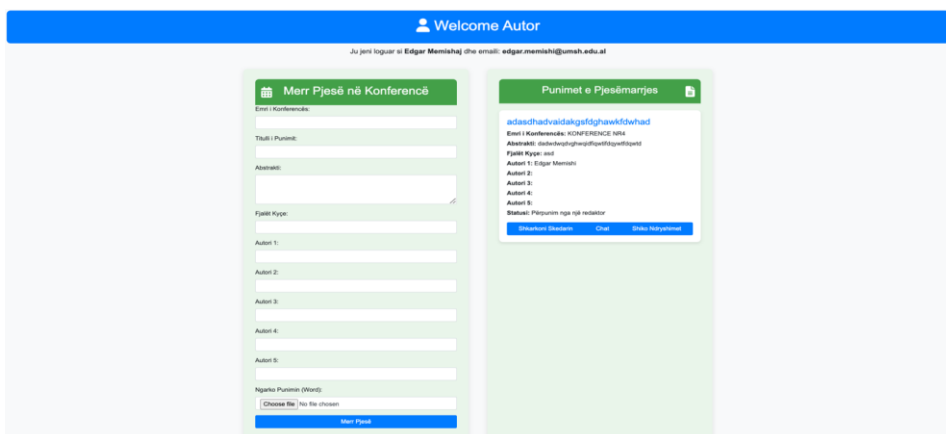 Welcome Autor
Ju jeni loguar si Edgar Memishaj dhe emaili: edgar.memishi@umsh.edu.al
Merr Pjesë në Konferencë
Emri i Konferencës:
Titulli i Punimit:
Abstrakti:
Fjalët Kyçe:
Autori 1:
Autori 2:
Autori 3:
Autori 4:
Autori 5:
Ngarko Punimin (Word):
Choose file No file chosen
Merr Pjesë
Punimet e Pjesëmarrjes
adasdhadvaidakgsfdghawkfdwhad
Emri i Konferencës: KONFERENCE NR4
Abstrakti:
Fjalët Kyçe: asd
Autori 1: Edgar Memishi
Autori 2:
Autori 3:
Autori 4:
Autori 5:
Statusi: Përpunim nga një redaktor
Shkarkoni Skedarin Chat Shiko Ndryshimet